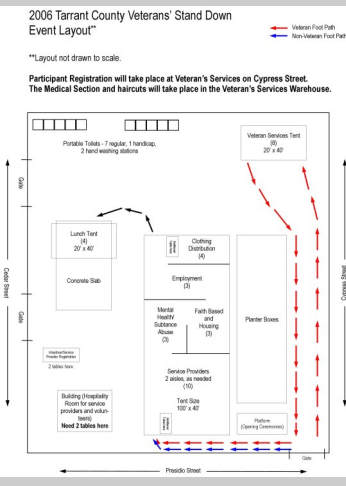 2006 Tarrant County Veterans' Stand Down
Event Layout**
Veteran Foot Path
Non-Veteran Foot Path
**Layout not drawn to scale.
Participant Registration will take place at Veteran's Services on Cypress Street.
The Medical Section and haircuts will take place in the Veteran's Services Warehouse.
Portable Toilets - 7 regular, 1 handicap,
2 hand washing stations
Veteran Services Tent
(8)
20' x 40'
Gate
Lunch Tent
(4)
20' x 40'
Concrete Slab
Clothing
Distribution
(4)
Employment
(3)
Mental
Health/
Subtance
Abuse
(3)
Faith Based
and
Housing
(3)
Planter Boxes
Cedar Street
Cypress Street
Gate
Provider Registration
2 tables here
Service Providers
2 aisles, as needed
(10)
Tent Size
100' x 40'
Building (Hospitality
Room for service
providers and volun-
teers)
Need 2 tables here
Platform
(Opening Ceremonies)
Gate
Presidio Street